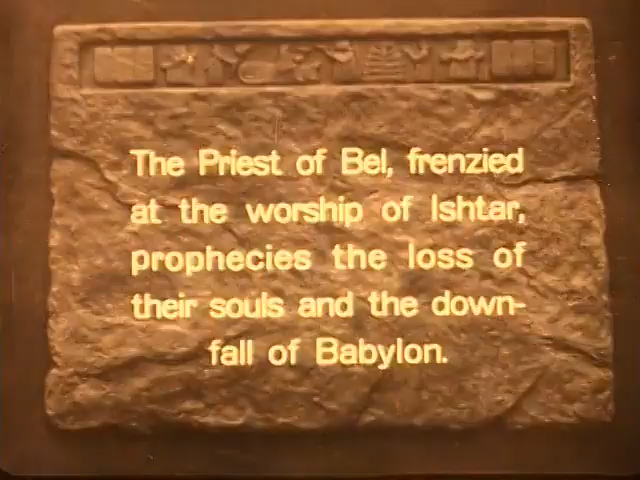 The Priest of Bel, frenzied
at the worship of Ishtar,
prophecies the loss of
their souls and the down-
fall of Babylon.